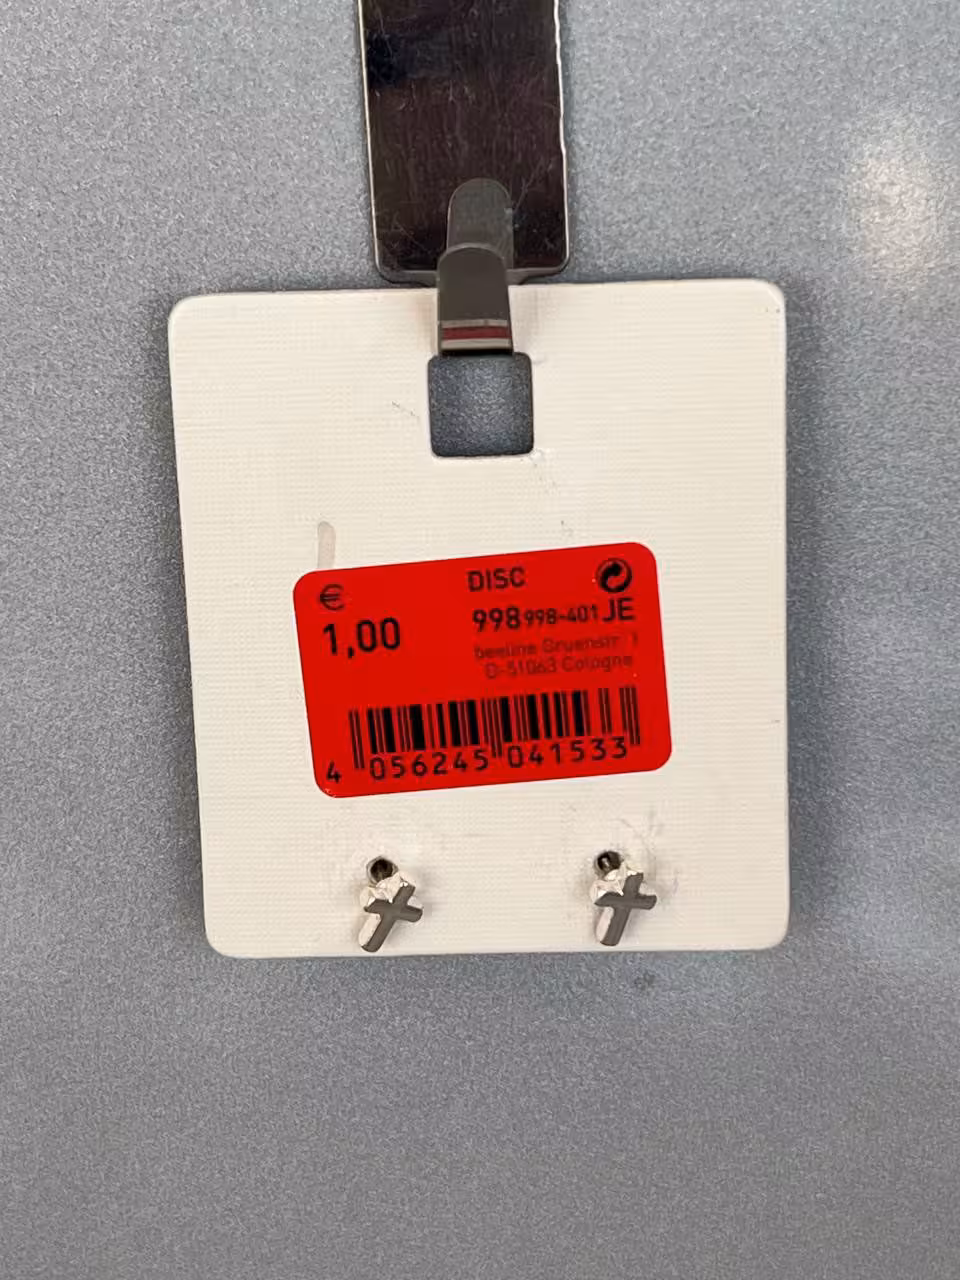 € DISC
1,00 998 998-401 JE
beeline Gruenstr. 1
D-51063 Cologne
4 056245 041533